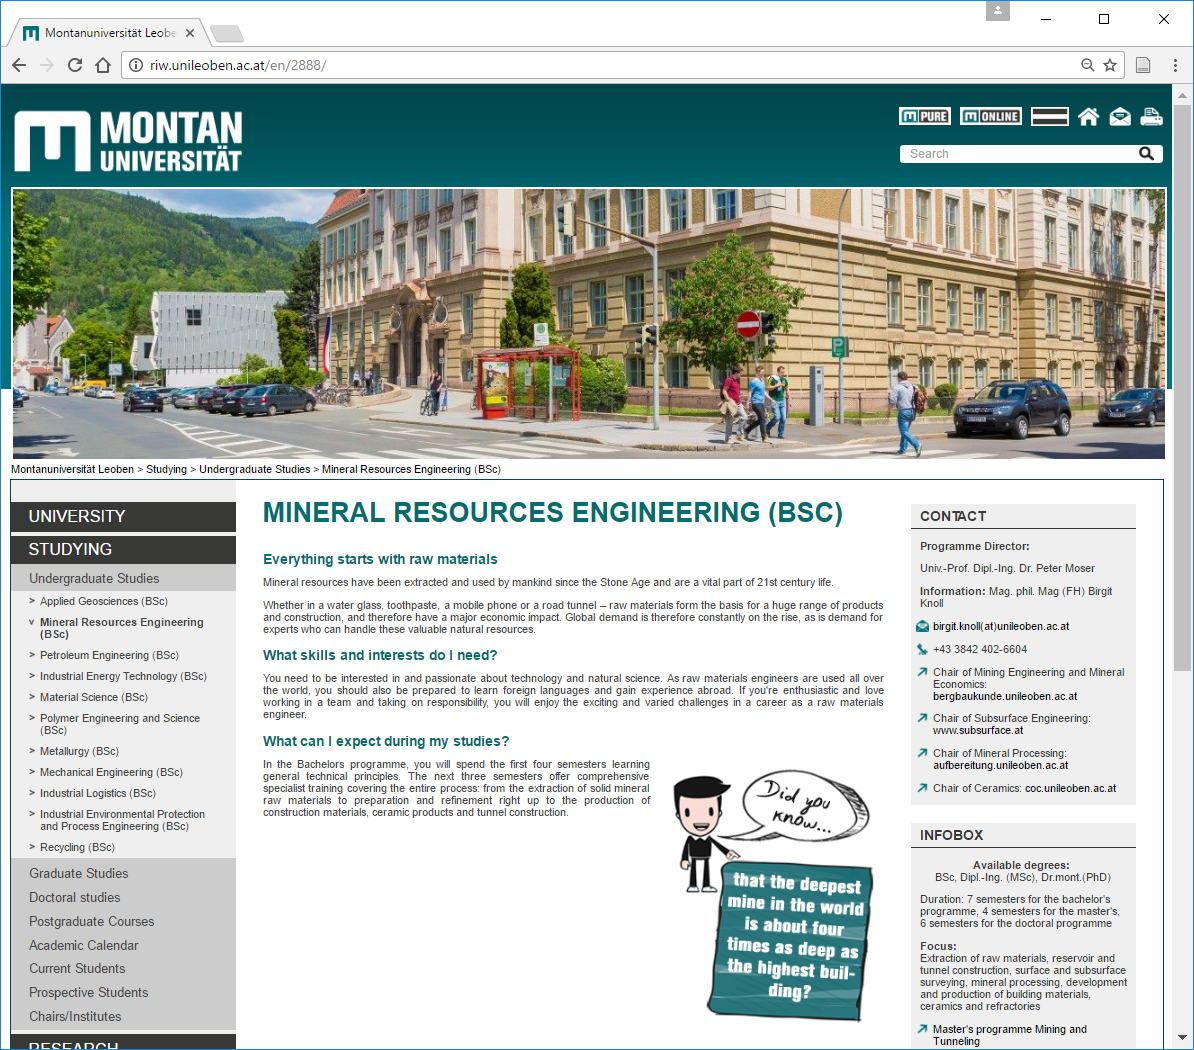 Montanuniversität Leobe
riw.unileoben.ac.at/en/2888/
MONTAN
UNIVERSITÄT
PURE
ONLINE
Search
P
Montanuniversität Leoben > Studying > Undergraduate Studies > Mineral Resources Engineering (BSc)
UNIVERSITY
STUDYING
Undergraduate Studies
> Applied Geosciences (BSc)
v Mineral Resources Engineering
(BSc)
> Petroleum Engineering (BSc)
> Industrial Energy Technology (BSc)
> Material Science (BSc)
> Polymer Engineering and Science
(BSc)
> Metallurgy (BSc)
> Mechanical Engineering (BSc)
> Industrial Logistics (BSc)
> Industrial Environmental Protection
and Process Engineering (BSc)
> Recycling (BSc)
Graduate Studies
Doctoral studies
Postgraduate Courses
Academic Calendar
Current Students
Prospective Students
Chairs/Institutes
RESEARCH
MINERAL RESOURCES ENGINEERING (BSC)
Everything starts with raw materials
Mineral resources have been extracted and used by mankind since the Stone Age and are a vital part of 21st century life.
Whether in a water glass, toothpaste, a mobile phone or a road tunnel – raw materials form the basis for a huge range of products
and construction, and therefore have a major economic impact. Global demand is therefore constantly on the rise, as is demand for
experts who can handle these valuable natural resources.
What skills and interests do I need?
You need to be interested in and passionate about technology and natural science. As raw materials engineers are used all over
the world, you should also be prepared to learn foreign languages and gain experience abroad. If you're enthusiastic and love
working in a team and taking on responsibility, you will enjoy the exciting and varied challenges in a career as a raw materials
engineer.
What can I expect during my studies?
In the Bachelors programme, you will spend the first four semesters learning
general technical principles. The next three semesters offer comprehensive
specialist training covering the entire process: from the extraction of solid mineral
raw materials to preparation and refinement right up to the production of
construction materials, ceramic products and tunnel construction.
Did you
know...
that the deepest
mine in the world
is about four
times as deep as
the highest buil-
ding?
CONTACT
Programme Director:
Univ.-Prof. Dipl.-Ing. Dr. Peter Moser
Information: Mag. phil. Mag (FH) Birgit
Knoll
birgit.knoll(at)unileoben.ac.at
+43 3842 402-6604
Chair of Mining Engineering and Mineral
Economics:
bergbaukunde.unileoben.ac.at
Chair of Subsurface Engineering:
www.subsurface.at
Chair of Mineral Processing:
aufbereitung.unileoben.ac.at
Chair of Ceramics: coc.unileoben.ac.at
INFOBOX
Available degrees:
BSc, Dipl.-Ing. (MSc), Dr.mont.(PhD)
Duration: 7 semesters for the bachelor's
programme, 4 semesters for the master's,
6 semesters for the doctoral programme
Focus:
Extraction of raw materials, reservoir and
tunnel construction, surface and subsurface
surveying, mineral processing, development
and production of building materials,
ceramics and refractories
Master's programme Mining and
Tunneling